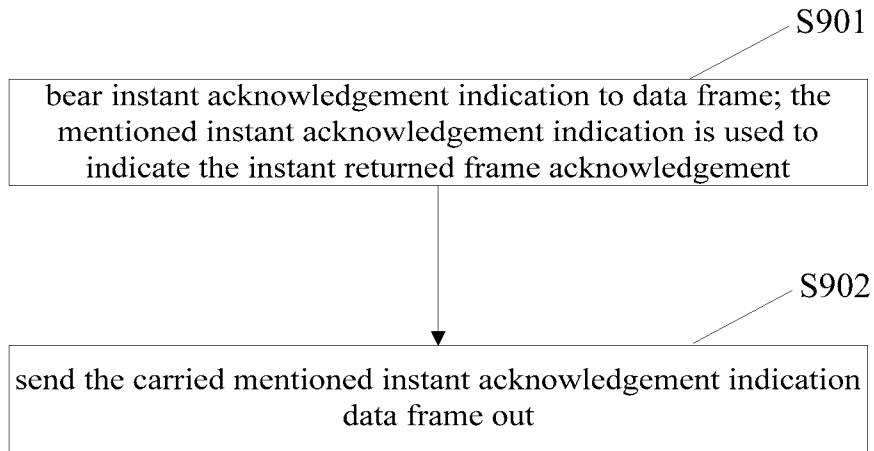 S901
bear instant acknowledgement indication to data frame; the
mentioned instant acknowledgement indication is used to
indicate the instant returned frame acknowledgement
S902
send the carried mentioned instant acknowledgement indication
data frame out